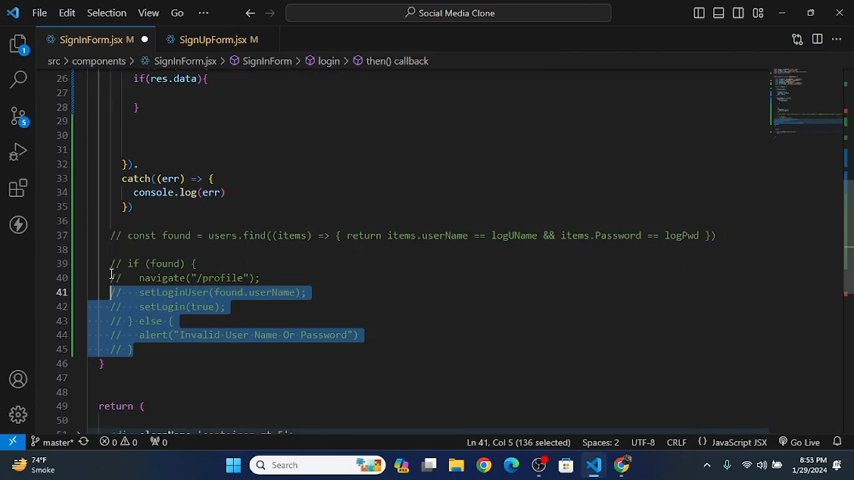 File Edit Selection View Go ··· Social Media Clone
SignInForm.jsx M SignUpForm.jsx M
src > components > SignInForm.jsx > SignInForm > login > then() callback
26 if(res.data){
27
28 }
29
30
31
32 }).
33 catch((err) => {
34 console.log(err)
35 })
36
37 // const found = users.find((items) => { return items.userName == logUName && items.Password == logPwd })
38
39 // if (found) {
40 // navigate("/profile");
41 // setLoginUser(found.userName);
42 // setLogin(true);
43 // } else {
44 // alert("Invalid User Name Or Password")
45 // }
46 }
47
48
49 return (
50
5
2
master* 0 0 0 Ln 41, Col 5 (136 selected) Spaces: 2 UTF-8 CRLF JavaScript JSX Go Live
74°F
Smoke
Search
8:53 PM
1/29/2024